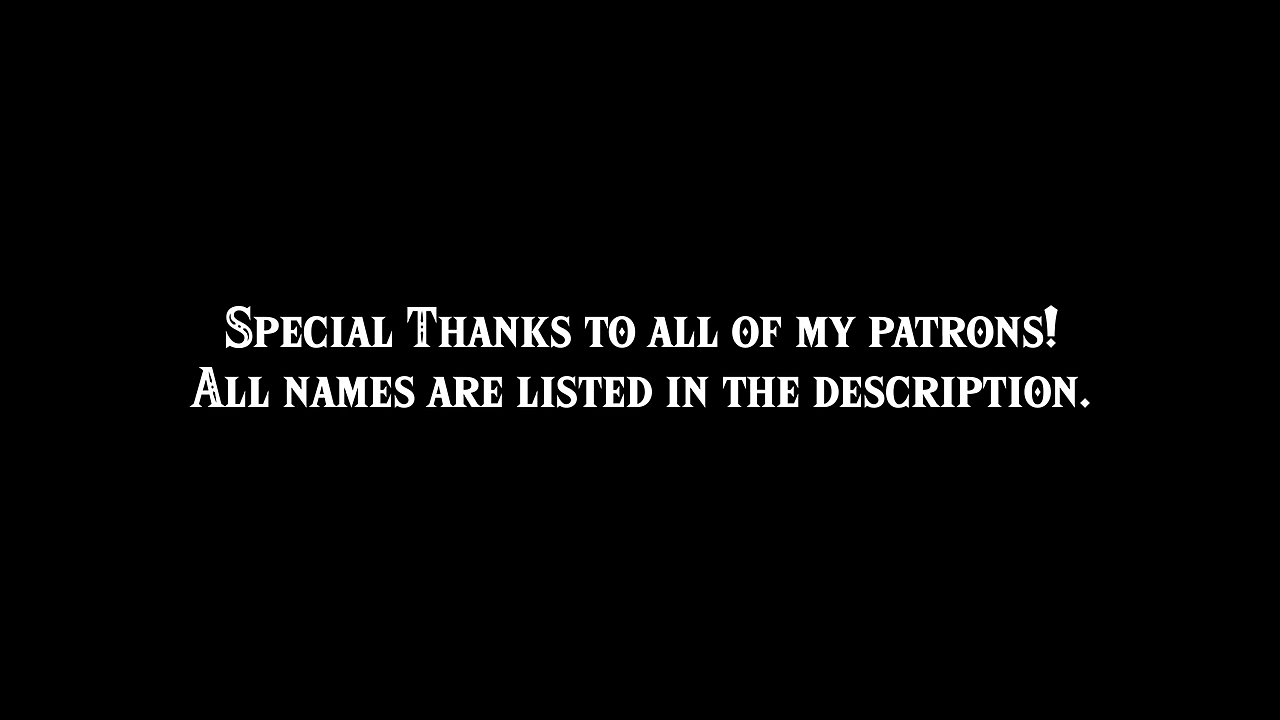 Special Thanks to all of my patrons!
All names are listed in the description.